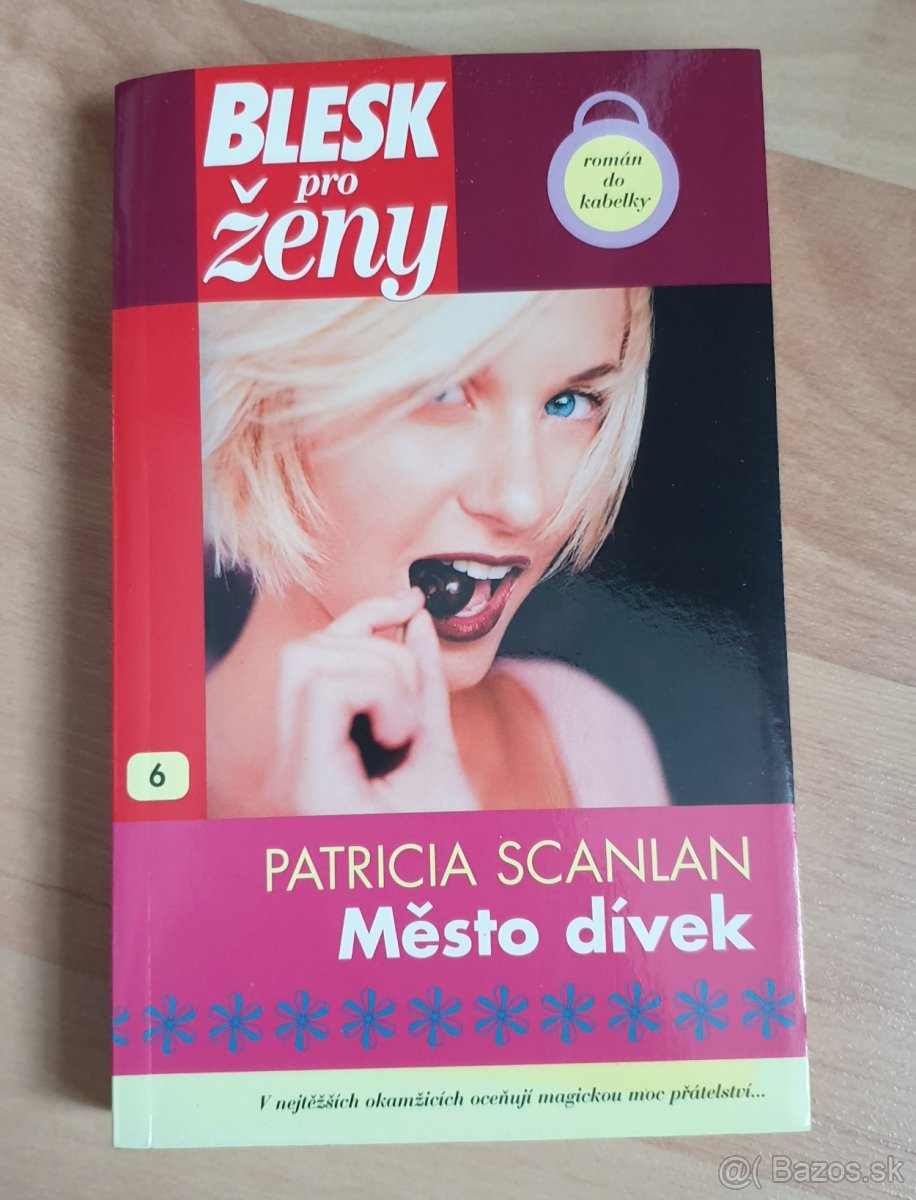 BLESK
pro
ženy
román
do
kabelky
6
PATRICIA SCANLAN
Město dívek
V nejtěžších okamžicích oceňují magickou moc přátelství...
@( Bazos.sk